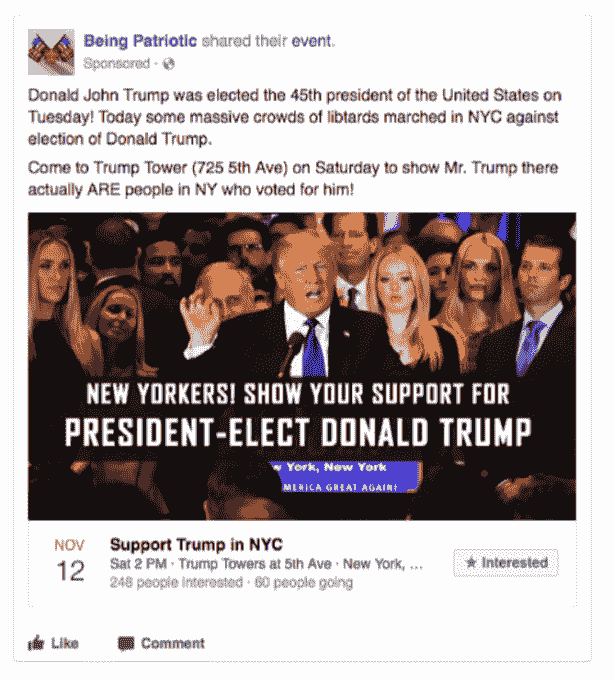 Being Patriotic shared their event.
Sponsored ·
Donald John Trump was elected the 45th president of the United States on
Tuesday! Today some massive crowds of libtards marched in NYC against
election of Donald Trump.
Come to Trump Tower (725 5th Ave) on Saturday to show Mr. Trump there
actually ARE people in NY who voted for him!
NEW YORKERS! SHOW YOUR SUPPORT FOR
PRESIDENT-ELECT DONALD TRUMP
York, New York
GREAT AGAIN!
NOV
12
Support Trump in NYC
Sat 2 PM · Trump Towers at 5th Ave · New York, ...
248 people interested · 60 people going
★ Interested
Like
Comment